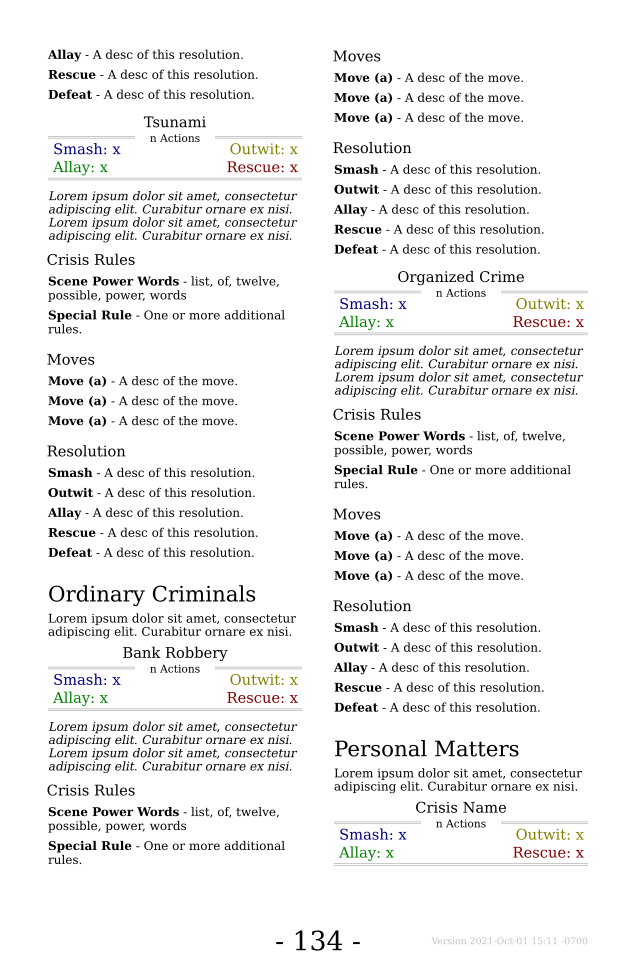 Allay - A desc of this resolution.
Rescue - A desc of this resolution.
Defeat - A desc of this resolution.
Tsunami
n Actions
Smash: x Outwit: x
Allay: x Rescue: x
Lorem ipsum dolor sit amet, consectetur
adipiscing elit. Curabitur ornare ex nisi.
Lorem ipsum dolor sit amet, consectetur
adipiscing elit. Curabitur ornare ex nisi.
Crisis Rules
Scene Power Words - list, of, twelve,
possible, power, words
Special Rule - One or more additional
rules.
Moves
Move (a) - A desc of the move.
Move (a) - A desc of the move.
Move (a) - A desc of the move.
Resolution
Smash - A desc of this resolution.
Outwit - A desc of this resolution.
Allay - A desc of this resolution.
Rescue - A desc of this resolution.
Defeat - A desc of this resolution.
Ordinary Criminals
Lorem ipsum dolor sit amet, consectetur
adipiscing elit. Curabitur ornare ex nisi.
Bank Robbery
n Actions
Smash: x Outwit: x
Allay: x Rescue: x
Lorem ipsum dolor sit amet, consectetur
adipiscing elit. Curabitur ornare ex nisi.
Lorem ipsum dolor sit amet, consectetur
adipiscing elit. Curabitur ornare ex nisi.
Crisis Rules
Scene Power Words - list, of, twelve,
possible, power, words
Special Rule - One or more additional
rules.
Moves
Move (a) - A desc of the move.
Move (a) - A desc of the move.
Move (a) - A desc of the move.
Resolution
Smash - A desc of this resolution.
Outwit - A desc of this resolution.
Allay - A desc of this resolution.
Rescue - A desc of this resolution.
Defeat - A desc of this resolution.
Organized Crime
n Actions
Smash: x Outwit: x
Allay: x Rescue: x
Lorem ipsum dolor sit amet, consectetur
adipiscing elit. Curabitur ornare ex nisi.
Lorem ipsum dolor sit amet, consectetur
adipiscing elit. Curabitur ornare ex nisi.
Crisis Rules
Scene Power Words - list, of, twelve,
possible, power, words
Special Rule - One or more additional
rules.
Moves
Move (a) - A desc of the move.
Move (a) - A desc of the move.
Move (a) - A desc of the move.
Resolution
Smash - A desc of this resolution.
Outwit - A desc of this resolution.
Allay - A desc of this resolution.
Rescue - A desc of this resolution.
Defeat - A desc of this resolution.
Personal Matters
Lorem ipsum dolor sit amet, consectetur
adipiscing elit. Curabitur ornare ex nisi.
Crisis Name
n Actions
Smash: x Outwit: x
Allay: x Rescue: x
- 134 -
Version 2021-Oct-01 15:11 -0700